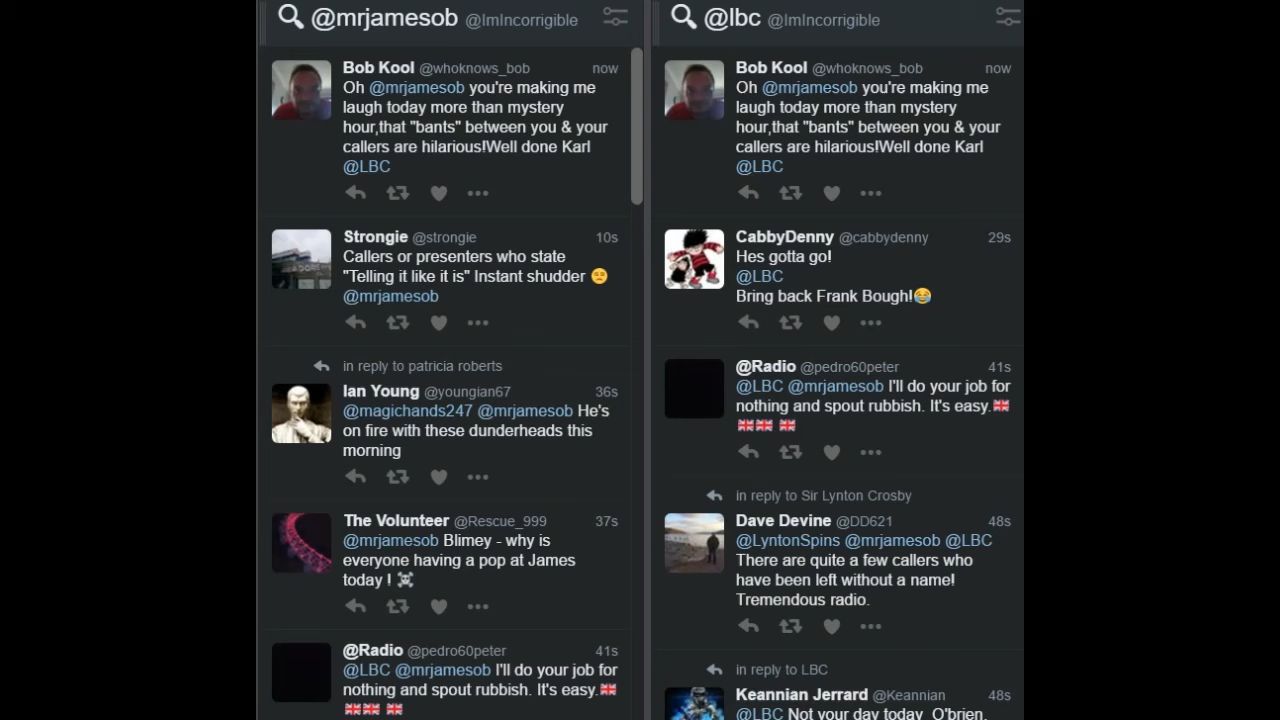 @mrjamesob @ImIncorrigible
Bob Kool @whoknows_bob now
Oh @mrjamesob you're making me
laugh today more than mystery
hour,that "bants" between you & your
callers are hilarious!Well done Karl
@LBC
Strongie @strongie 10s
Callers or presenters who state
"Telling it like it is" Instant shudder 😒
@mrjamesob
in reply to patricia roberts
Ian Young @youngian67 36s
@magichands247 @mrjamesob He's
on fire with these dunderheads this
morning
The Volunteer @Rescue_999 37s
@mrjamesob Blimey - why is
everyone having a pop at James
today ! ☠
@Radio @pedro60peter 41s
@LBC @mrjamesob I'll do your job for
nothing and spout rubbish. It's easy.🇬🇧
🇬🇧🇬🇧 🇬🇧
@lbc @ImIncorrigible
Bob Kool @whoknows_bob now
Oh @mrjamesob you're making me
laugh today more than mystery
hour,that "bants" between you & your
callers are hilarious!Well done Karl
@LBC
CabbyDenny @cabbydenny 29s
Hes gotta go!
@LBC
Bring back Frank Bough!😂
@Radio @pedro60peter 41s
@LBC @mrjamesob I'll do your job for
nothing and spout rubbish. It's easy.🇬🇧
🇬🇧🇬🇧 🇬🇧
in reply to Sir Lynton Crosby
Dave Devine @DD621 48s
@LyntonSpins @mrjamesob @LBC
There are quite a few callers who
have been left without a name!
Tremendous radio.
in reply to LBC
Keannian Jerrard @Keannian 48s
@LBC Not your day today O'brien.